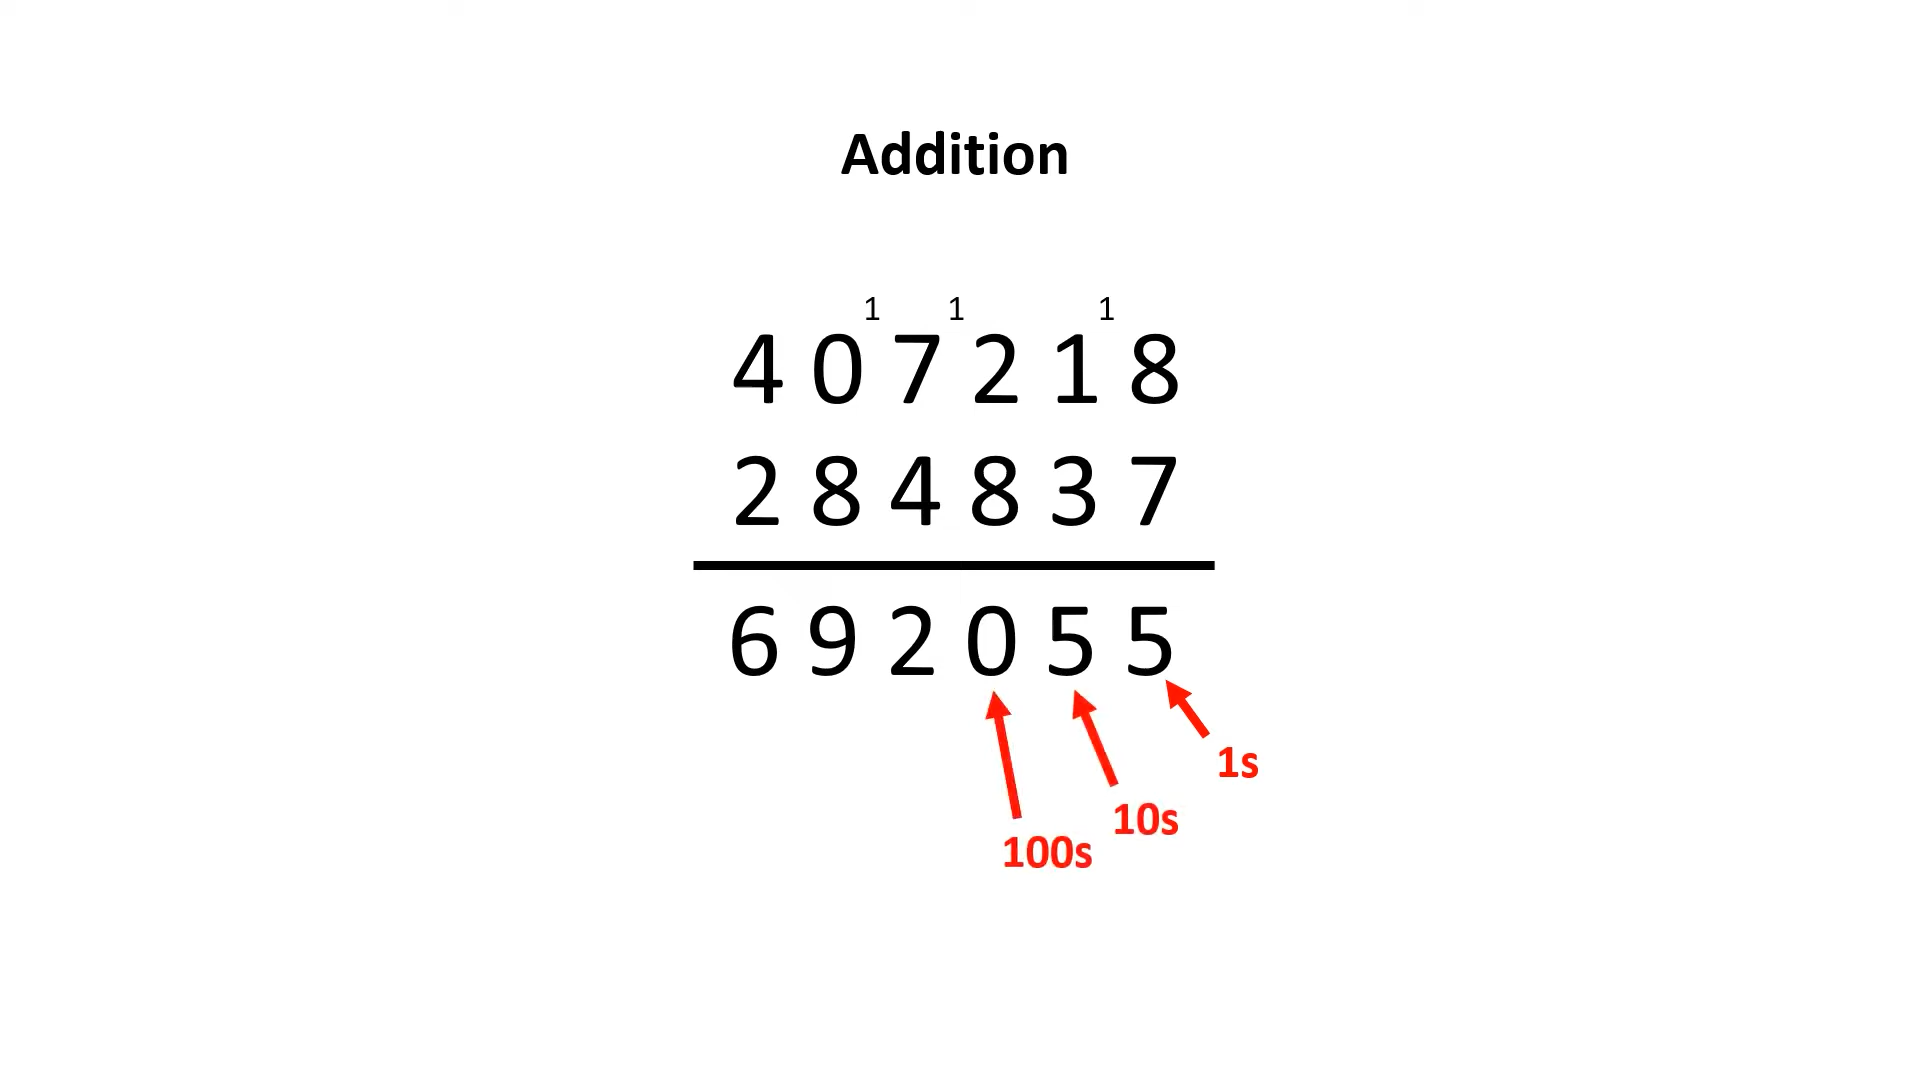 Addition
1 1 1
4 0 7 2 1 8
2 8 4 8 3 7
6 9 2 0 5 5
1s
10s
100s